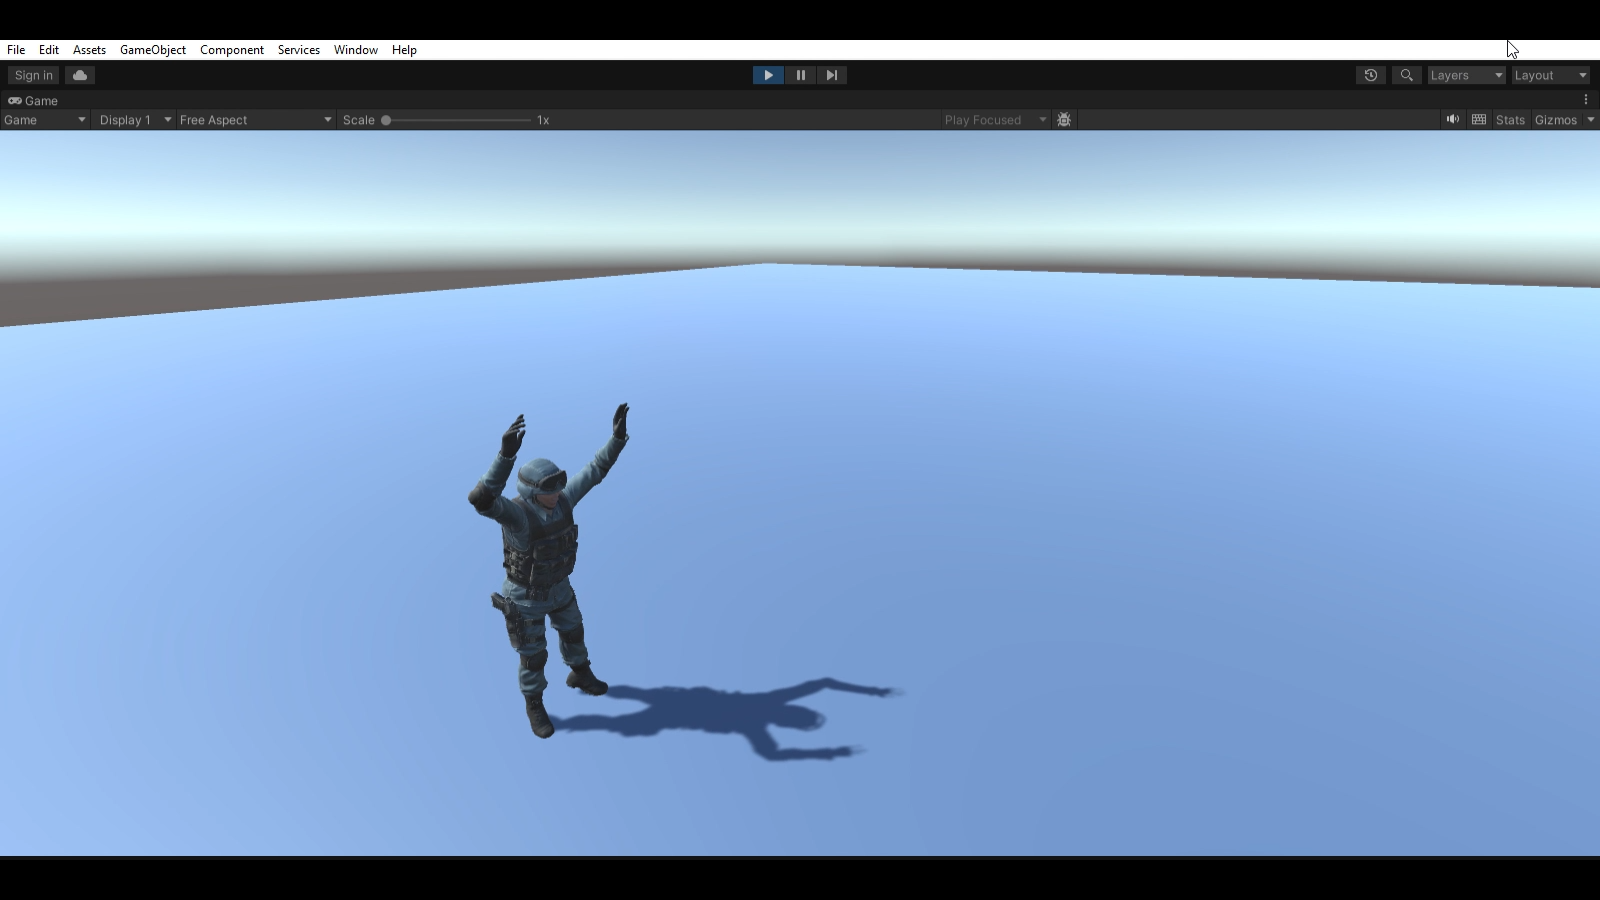 File Edit Assets GameObject Component Services Window Help
Sign in Layers Layout
Game
Game Display 1 Free Aspect Scale 1x Play Focused Stats Gizmos